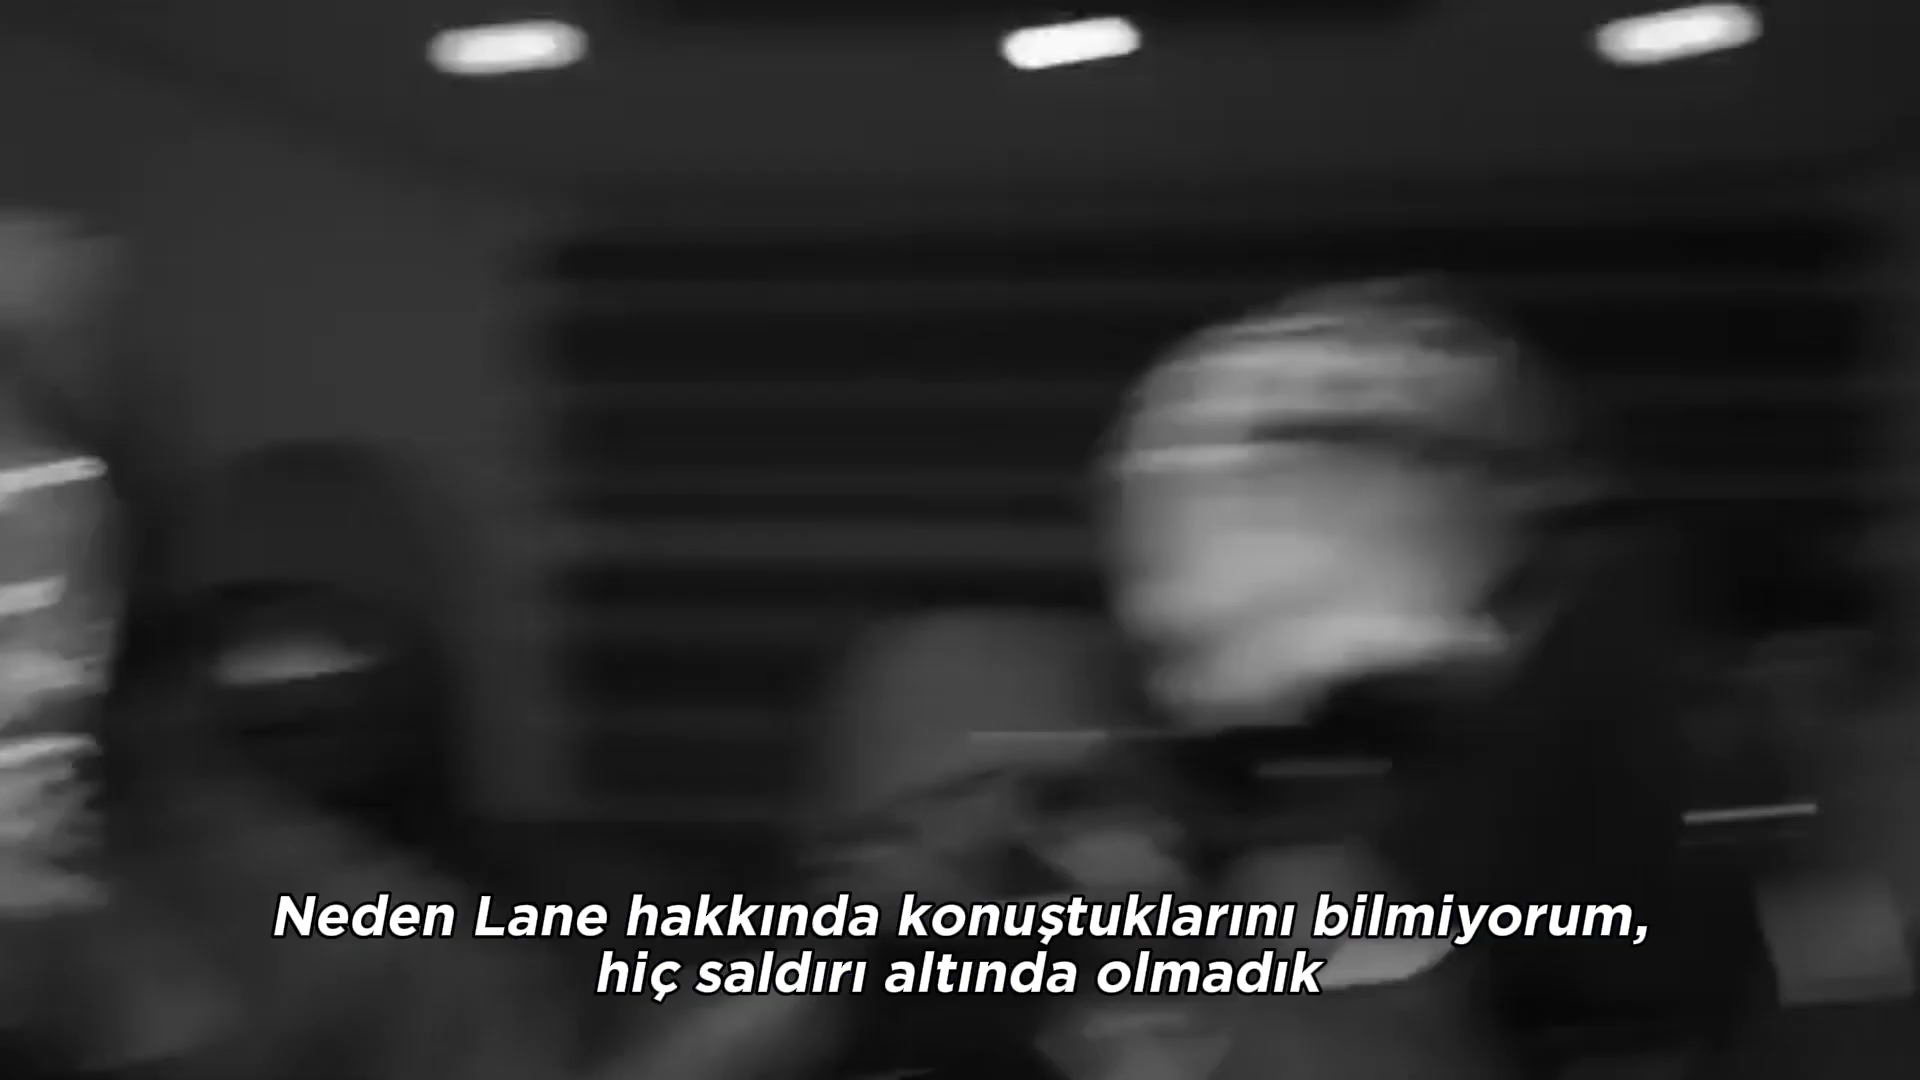 Neden Lane hakkında konuştuklarını bilmiyorum,
hiç saldırı altında olmadık